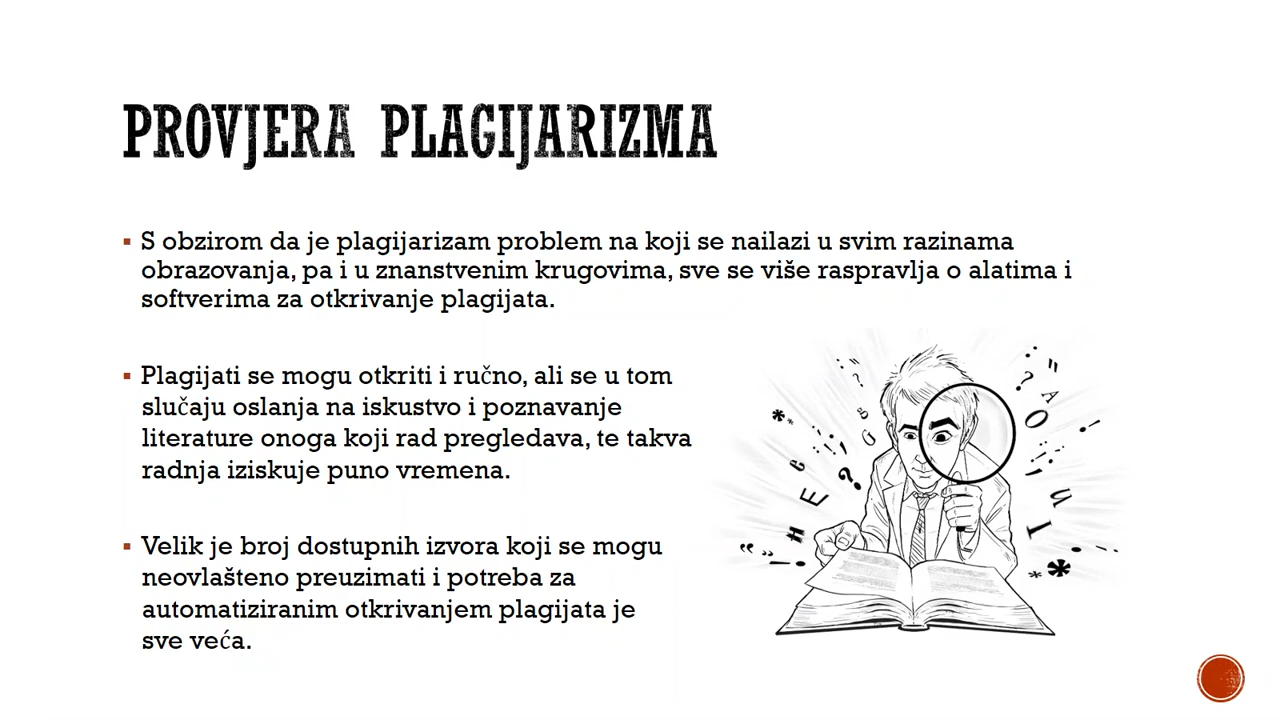 PROVJERA PLAGIJARIZMA
▪ S obzirom da je plagijarizam problem na koji se nailazi u svim razinama
obrazovanja, pa i u znanstvenim krugovima, sve se više raspravlja o alatima i
softverima za otkrivanje plagijata.
▪ Plagijati se mogu otkriti i ručno, ali se u tom
slučaju oslanja na iskustvo i poznavanje
literature onoga koji rad pregledava, te takva
radnja iziskuje puno vremena.
▪ Velik je broj dostupnih izvora koji se mogu
neovlašteno preuzimati i potreba za
automatiziranim otkrivanjem plagijata je
sve veća.